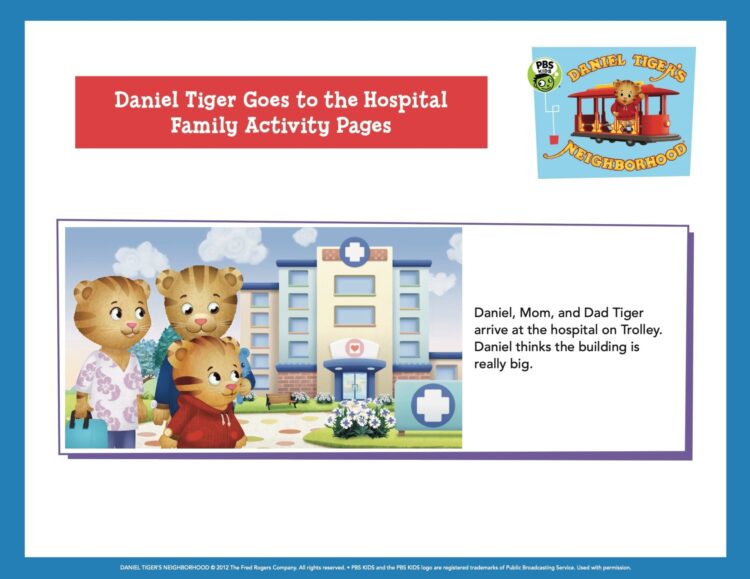 Daniel Tiger Goes to the Hospital
Family Activity Pages
PBS
KIDS
DANIEL TIGER'S
NEIGHBORHOOD
Daniel, Mom, and Dad Tiger
arrive at the hospital on Trolley.
Daniel thinks the building is
really big.
DANIEL TIGER'S NEIGHBORHOOD © 2012 The Fred Rogers Company. All rights reserved. • PBS KIDS and the PBS KIDS logo are registered trademarks of Public Broadcasting Service. Used with permission.